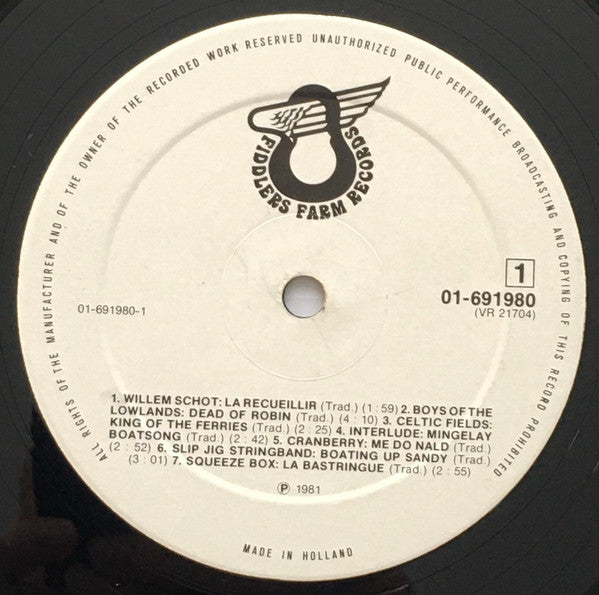 ALL RIGHTS OF THE MANUFACTURER AND OF THE OWNER OF THE RECORDED WORK RESERVED UNAUTHORIZED PUBLIC PERFORMANCE BROADCASTING AND COPYING OF THIS RECORD PROHIBITED
FIDDLERS FARM RECORDS
1
01-691980
(VR 21704)
01-691980-1
1. WILLEM SCHOT: LA RECUEILLIR (Trad.) (1:59) 2. BOYS OF THE
LOWLANDS: DEAD OF ROBIN (Trad.) (4:10) 3. CELTIC FIELDS:
KING OF THE FERRIES (Trad.) (2:25) 4. INTERLUDE: MINGELAY
BOATSONG (Trad.) (2:42) 5. CRANBERRY: ME DO NALD (Trad.)
(2:52) 6. SLIP JIG STRINGBAND: BOATING UP SANDY (Trad.)
(3:01) 7. SQUEEZE BOX: LA BASTRINGUE (Trad.) (2:55)
℗ 1981
MADE IN HOLLAND